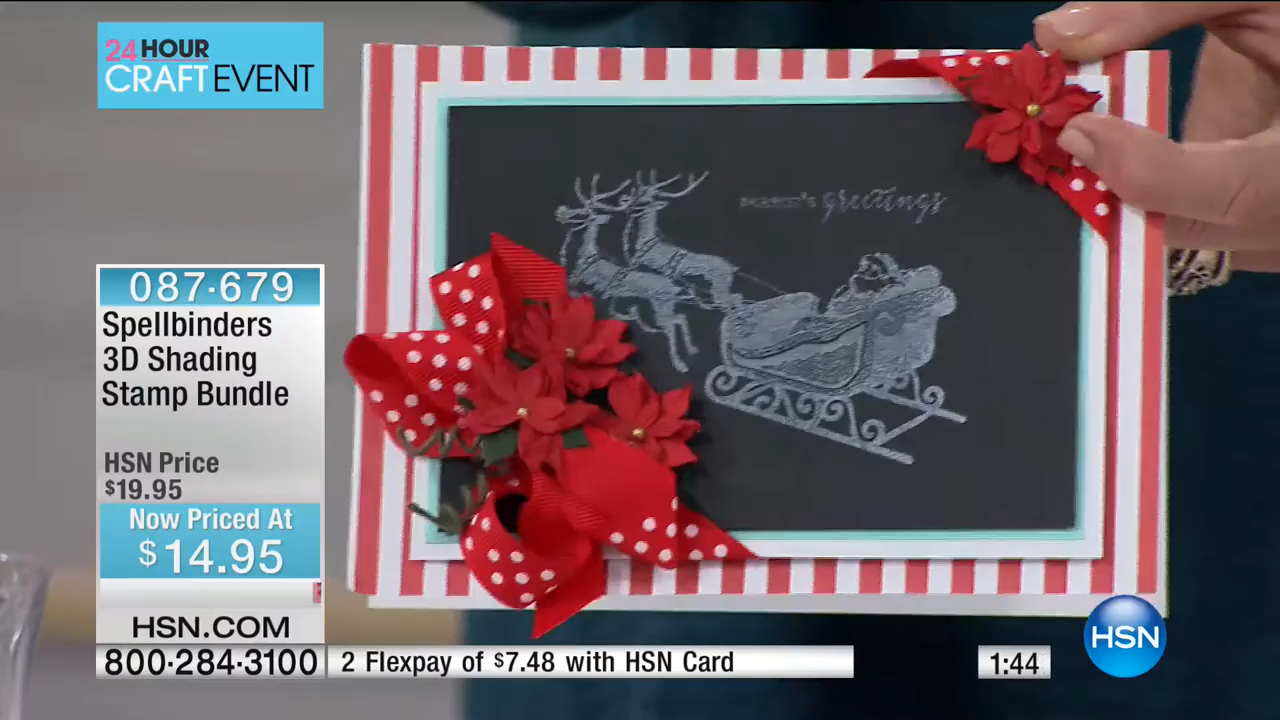 24 HOUR
CRAFT EVENT
season's greetings
087·679
Spellbinders
3D Shading
Stamp Bundle
HSN Price
$19.95
Now Priced At
$14.95
HSN.COM
800·284·3100
2 Flexpay of $7.48 with HSN Card
1:44
HSN